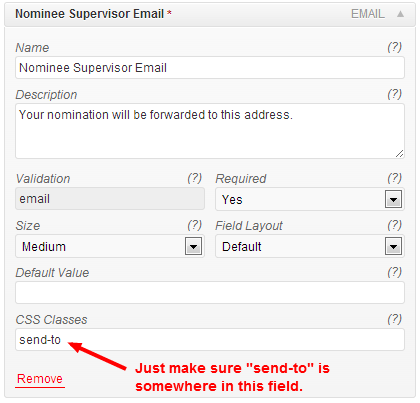 Nominee Supervisor Email * EMAIL ▲
Name (?)
Nominee Supervisor Email
Description (?)
Your nomination will be forwarded to this address.
Validation (?) Required (?)
email Yes
Size (?) Field Layout (?)
Medium Default
Default Value (?)
CSS Classes (?)
send-to
Just make sure "send-to" is
somewhere in this field.
Remove